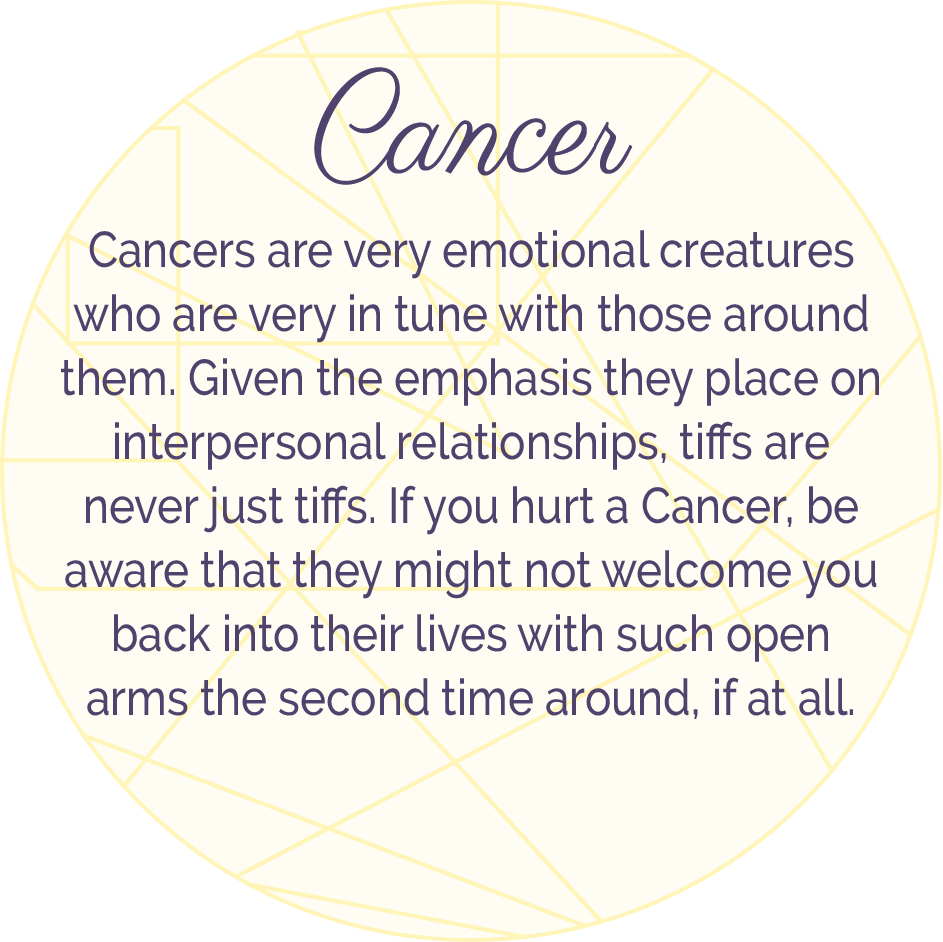 Cancer
Cancers are very emotional creatures
who are very in tune with those around
them. Given the emphasis they place on
interpersonal relationships, tiffs are
never just tiffs. If you hurt a Cancer, be
aware that they might not welcome you
back into their lives with such open
arms the second time around, if at all.